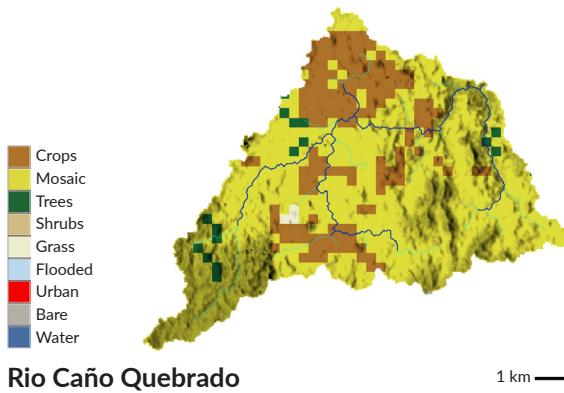 Crops
Mosaic
Trees
Shrubs
Grass
Flooded
Urban
Bare
Water
Rio Caño Quebrado
1 km